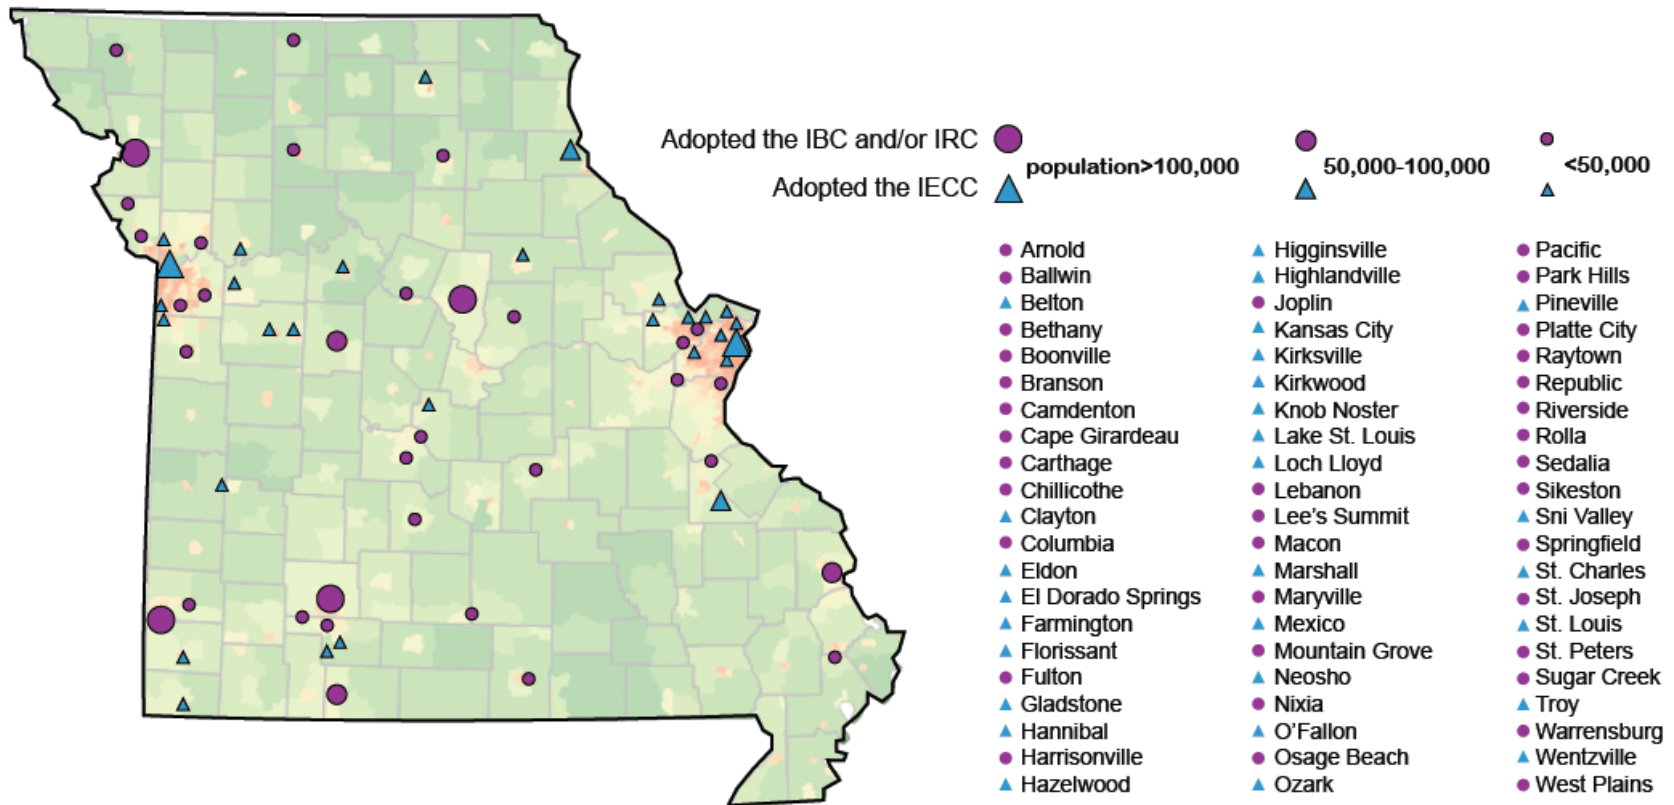 Adopted the IBC and/or IRC
population>100,000
50,000-100,000
<50,000
Adopted the IECC
Arnold
Ballwin
Belton
Bethany
Boonville
Branson
Camdenton
Cape Girardeau
Carthage
Chillicothe
Clayton
Columbia
Eldon
El Dorado Springs
Farmington
Florissant
Fulton
Gladstone
Hannibal
Harrisonville
Hazelwood
Higginsville
Highlandville
Joplin
Kansas City
Kirksville
Kirkwood
Knob Noster
Lake St. Louis
Loch Lloyd
Lebanon
Lee's Summit
Macon
Marshall
Maryville
Mexico
Mountain Grove
Neosho
Nixia
O'Fallon
Osage Beach
Ozark
Pacific
Park Hills
Pineville
Platte City
Raytown
Republic
Riverside
Rolla
Sedalia
Sikeston
Sni Valley
Springfield
St. Charles
St. Joseph
St. Louis
St. Peters
Sugar Creek
Troy
Warrensburg
Wentzville
West Plains